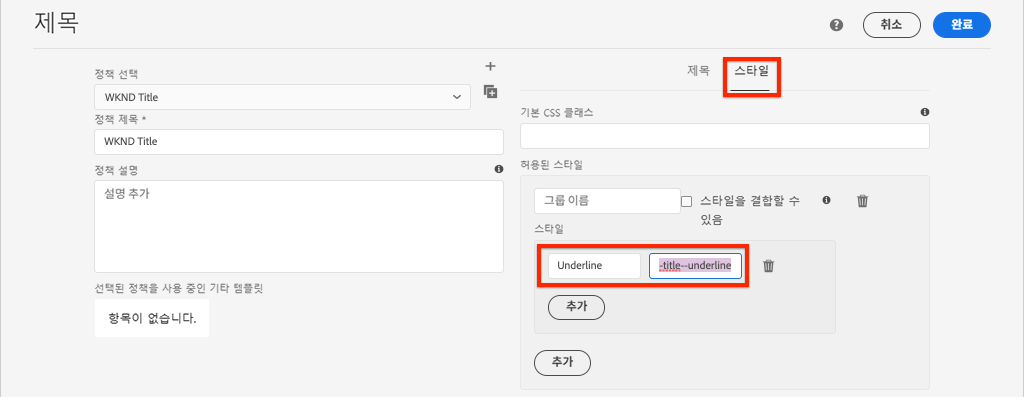 제목
취소
완료
정책 선택
WKND Title
정책 제목 *
WKND Title
정책 설명
설명 추가
선택된 정책을 사용 중인 기타 템플릿
항목이 없습니다.
제목
스타일
기본 CSS 클래스
허용된 스타일
그룹 이름
스타일을 결합할 수
있음
스타일
Underline
-title--underline
추가
추가